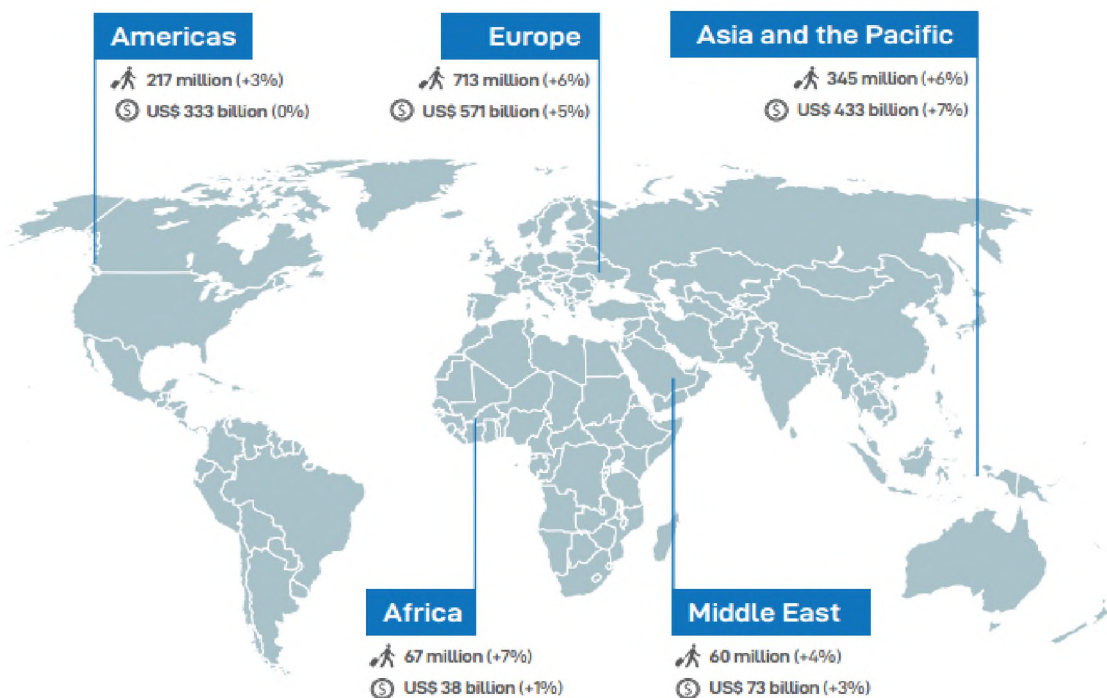 Americas
217 million (+3%)
US$ 333 billion (0%)
Europe
713 million (+6%)
US$ 571 billion (+5%)
Asia and the Pacific
345 million (+6%)
US$ 433 billion (+7%)
Africa
67 million (+7%)
US$ 38 billion (+1%)
Middle East
60 million (+4%)
US$ 73 billion (+3%)